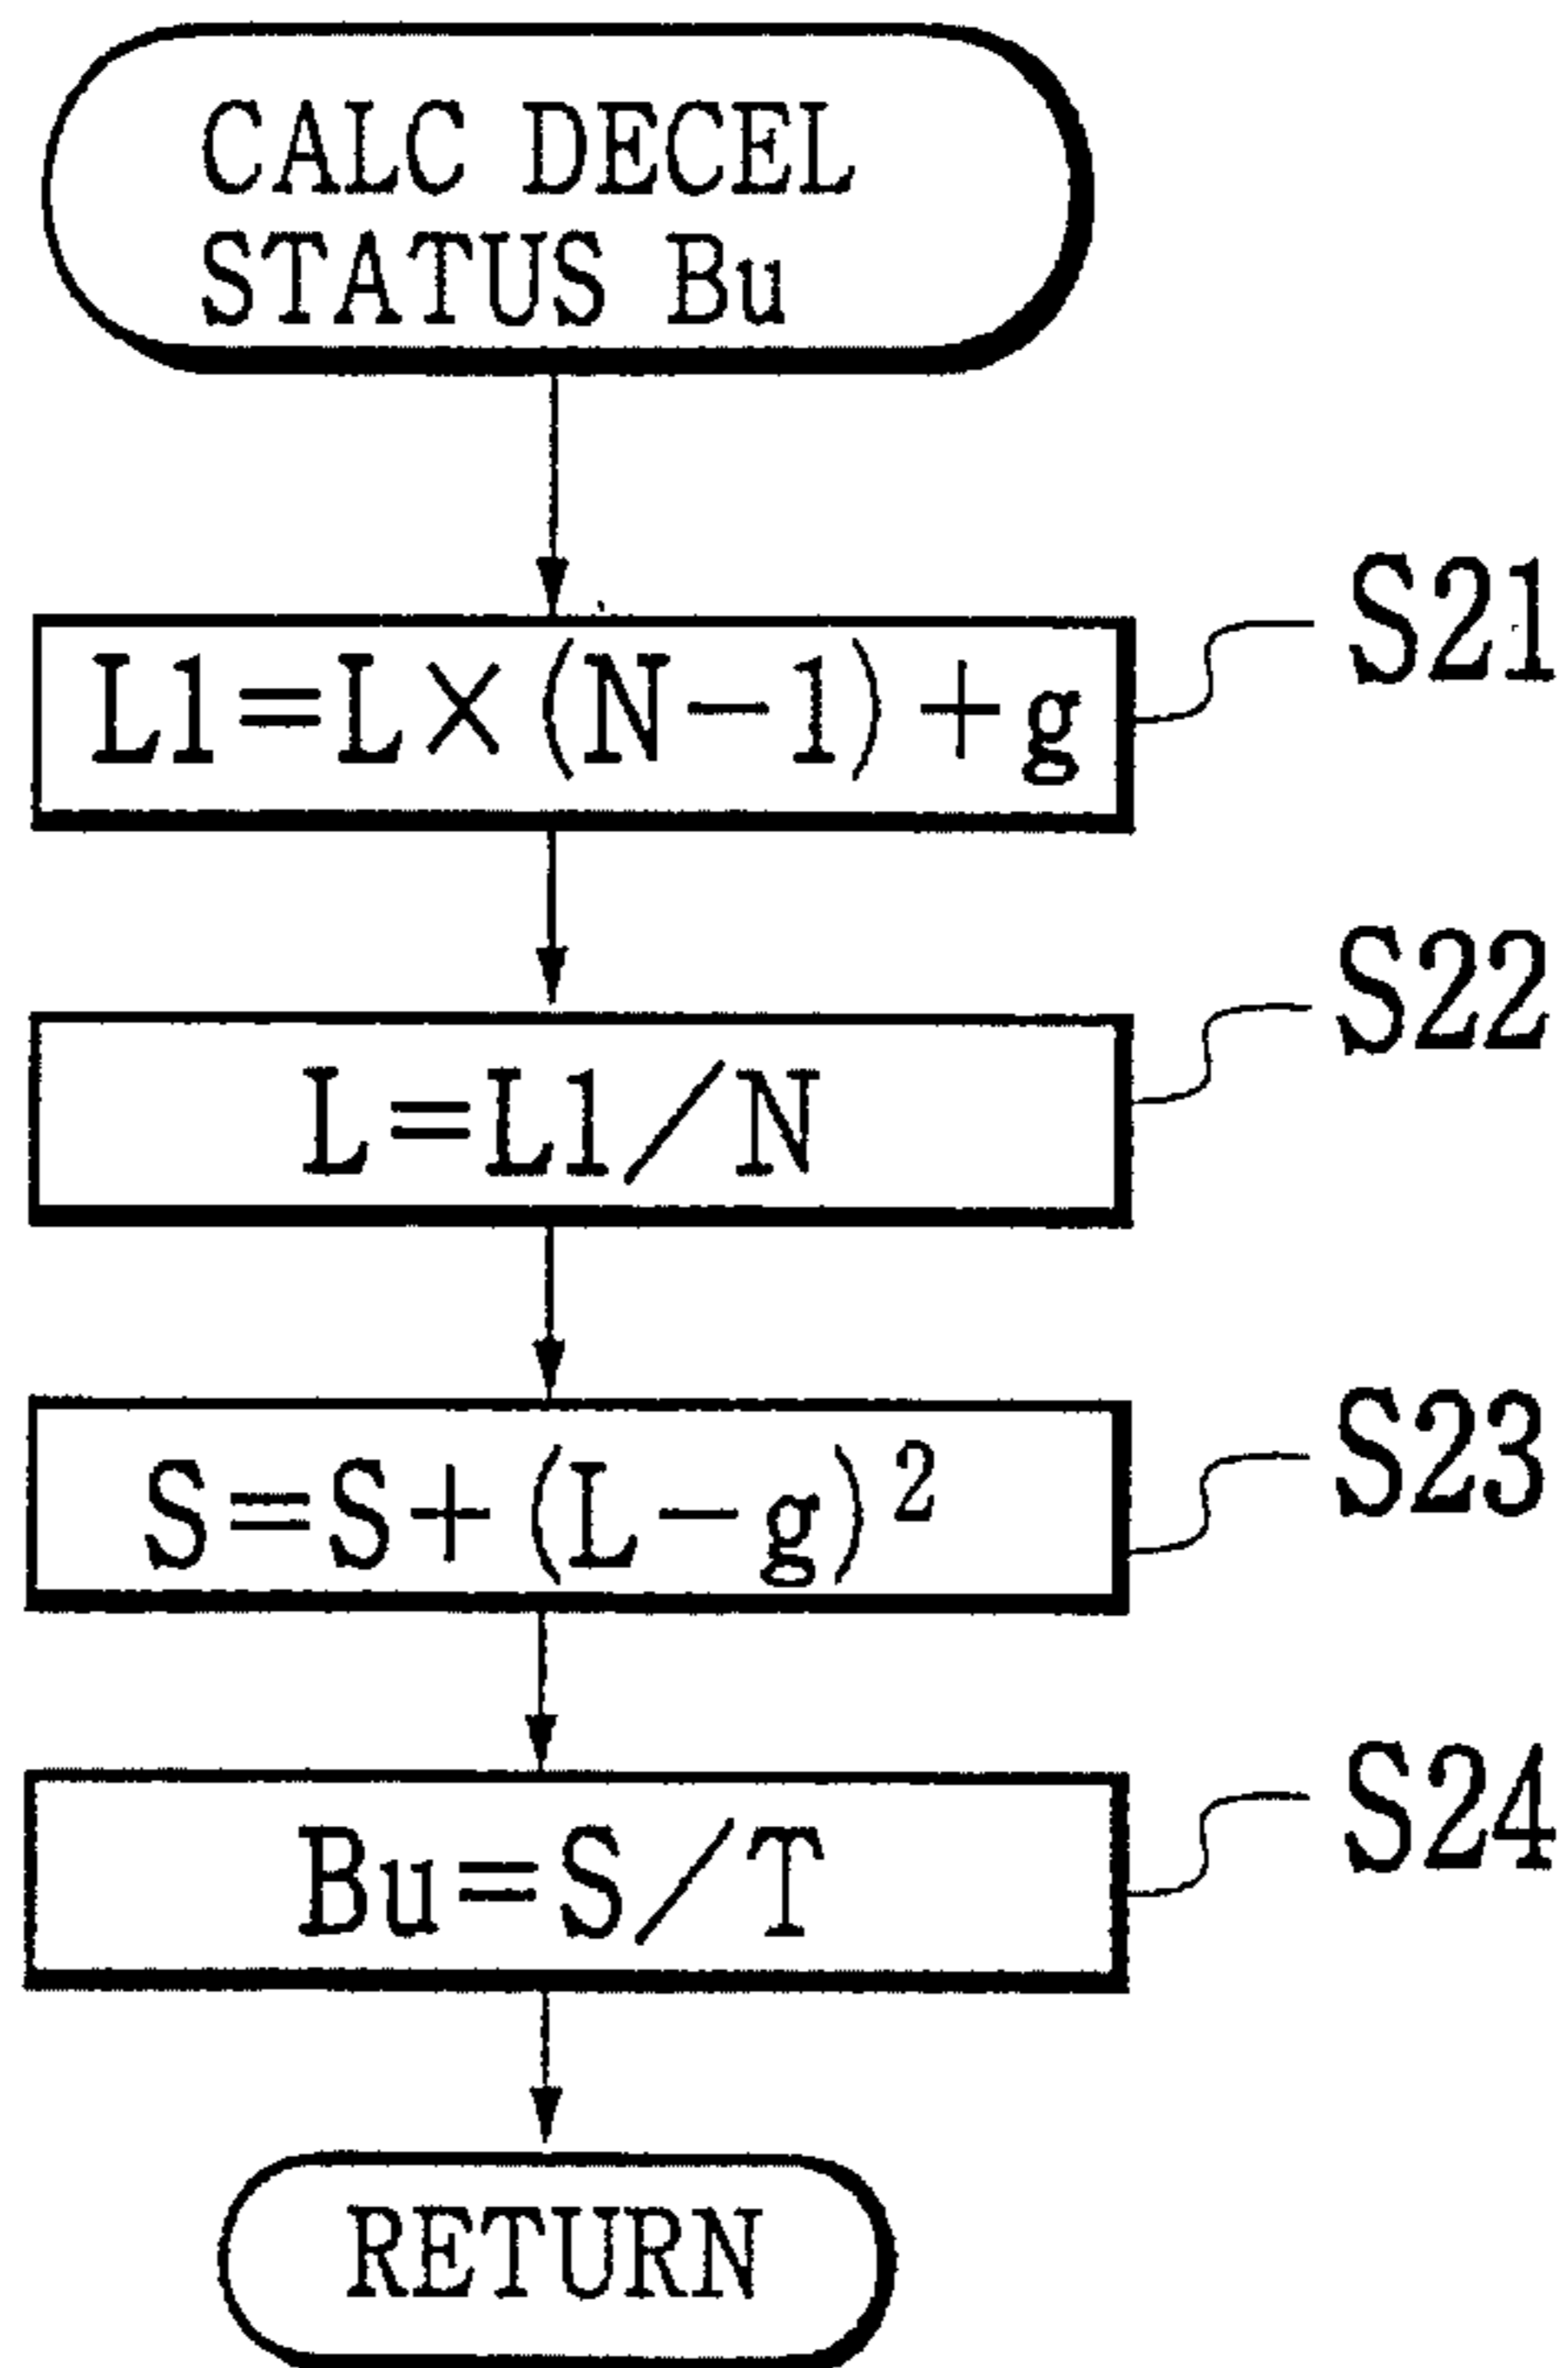 CALC DECEL
STATUS Bu
S21
L1=L×(N-1)+g
S22
L=L1/N
S23
S=S+(L-g)²
S24
Bu=S/T
RETURN